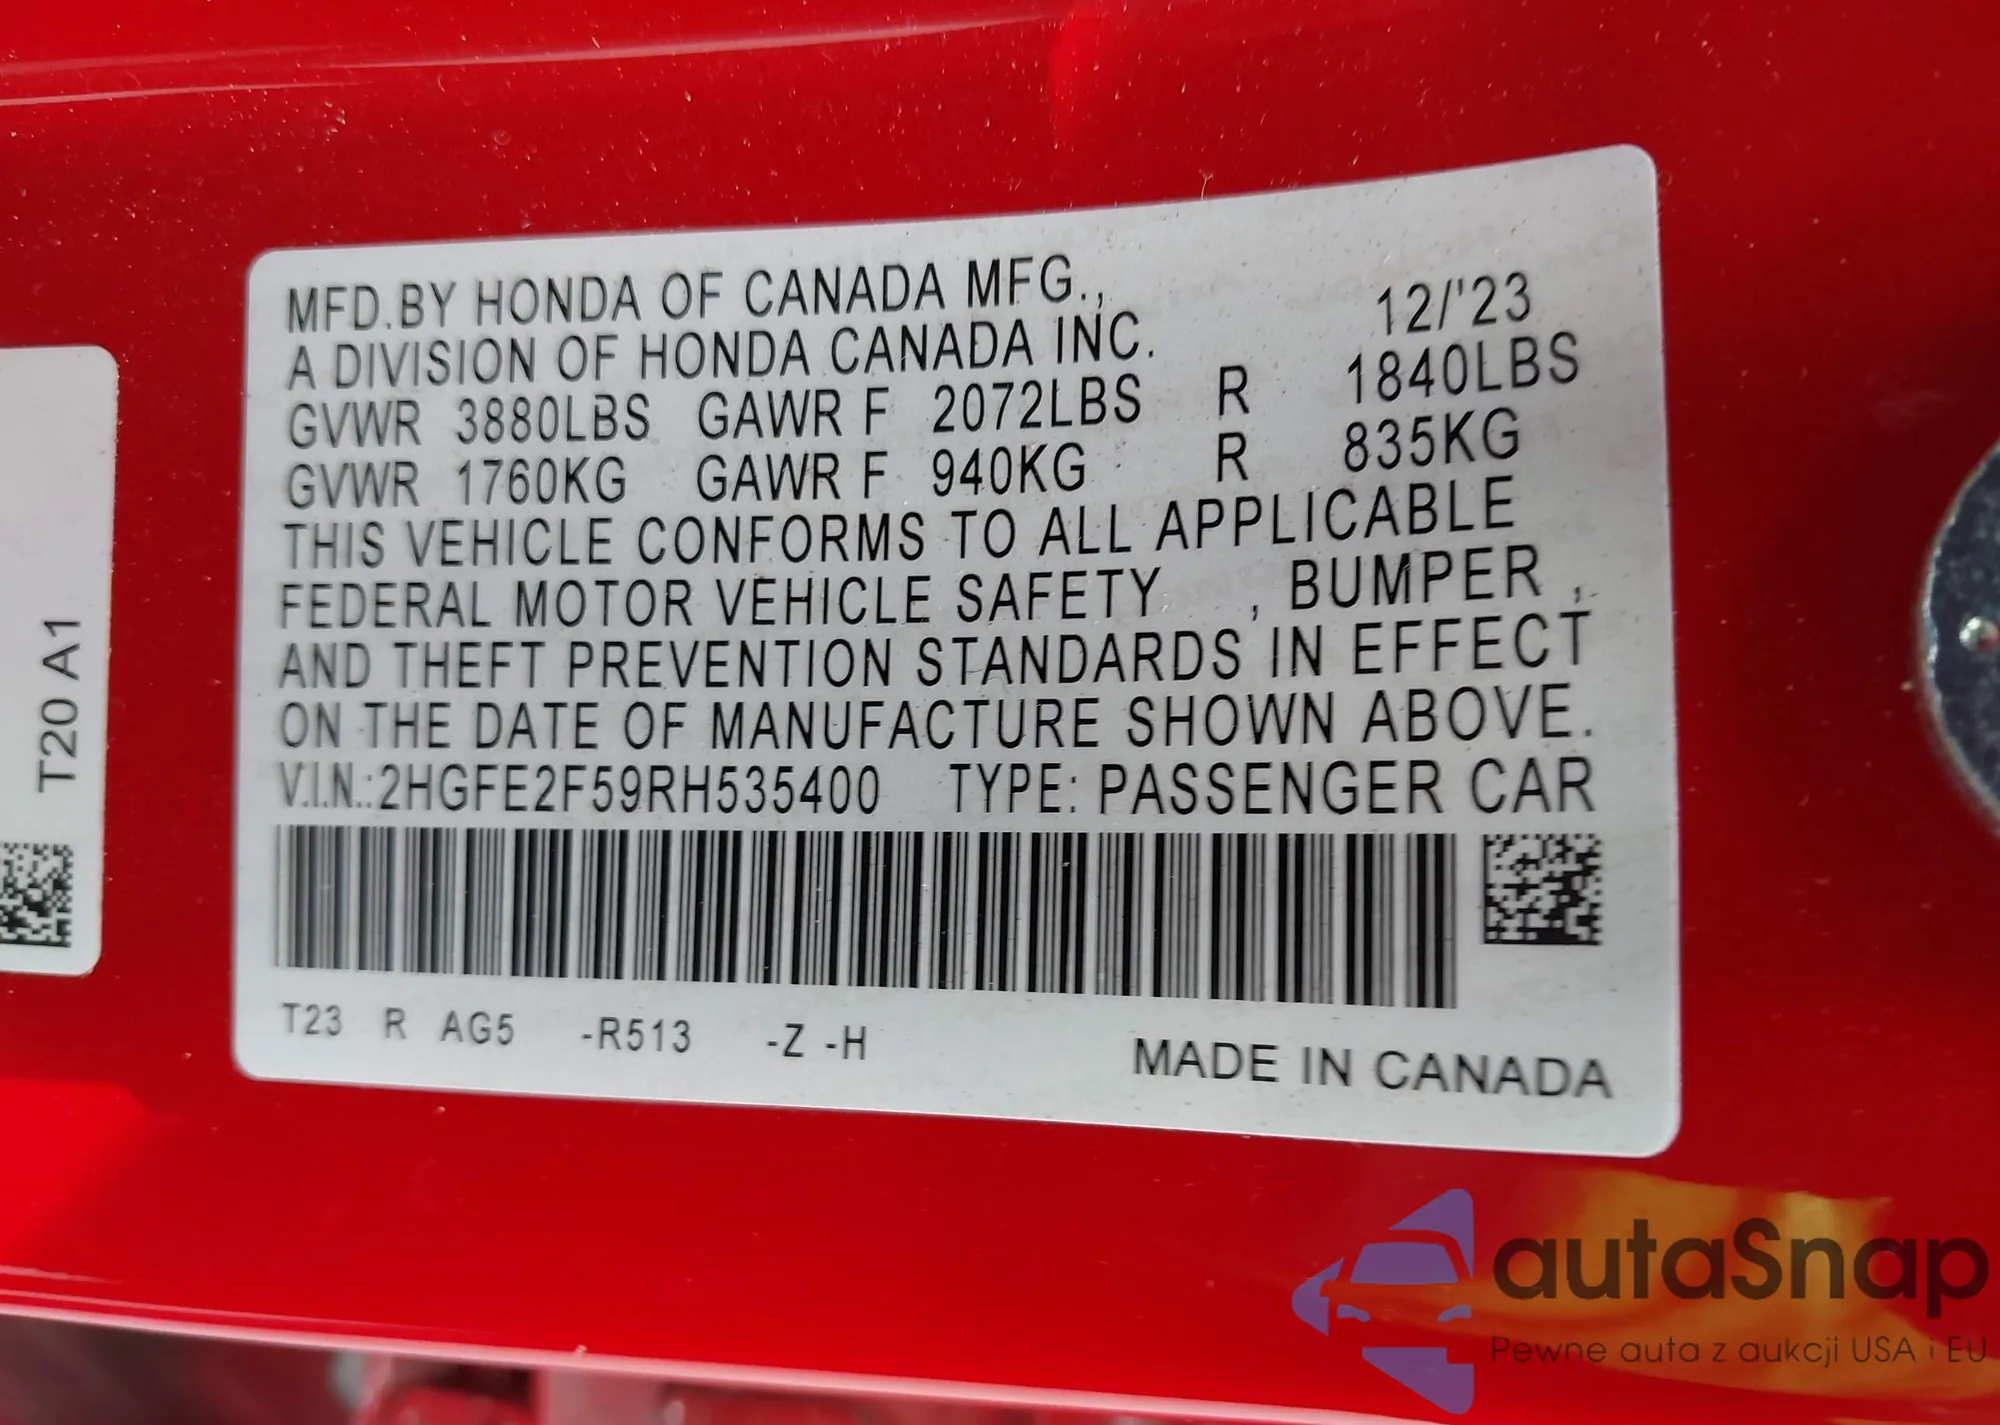 MFD.BY HONDA OF CANADA MFG.,
A DIVISION OF HONDA CANADA INC. 12/'23
GVWR 3880LBS GAWR F 2072LBS R 1840LBS
GVWR 1760KG GAWR F 940KG R 835KG
THIS VEHICLE CONFORMS TO ALL APPLICABLE
FEDERAL MOTOR VEHICLE SAFETY , BUMPER ,
AND THEFT PREVENTION STANDARDS IN EFFECT
ON THE DATE OF MANUFACTURE SHOWN ABOVE.
V.I.N.:2HGFE2F59RH535400 TYPE: PASSENGER CAR
T23 R AG5 -R513 -Z -H
MADE IN CANADA
T20 A1
autaSnap
Pewne auta z aukcji USA i EU